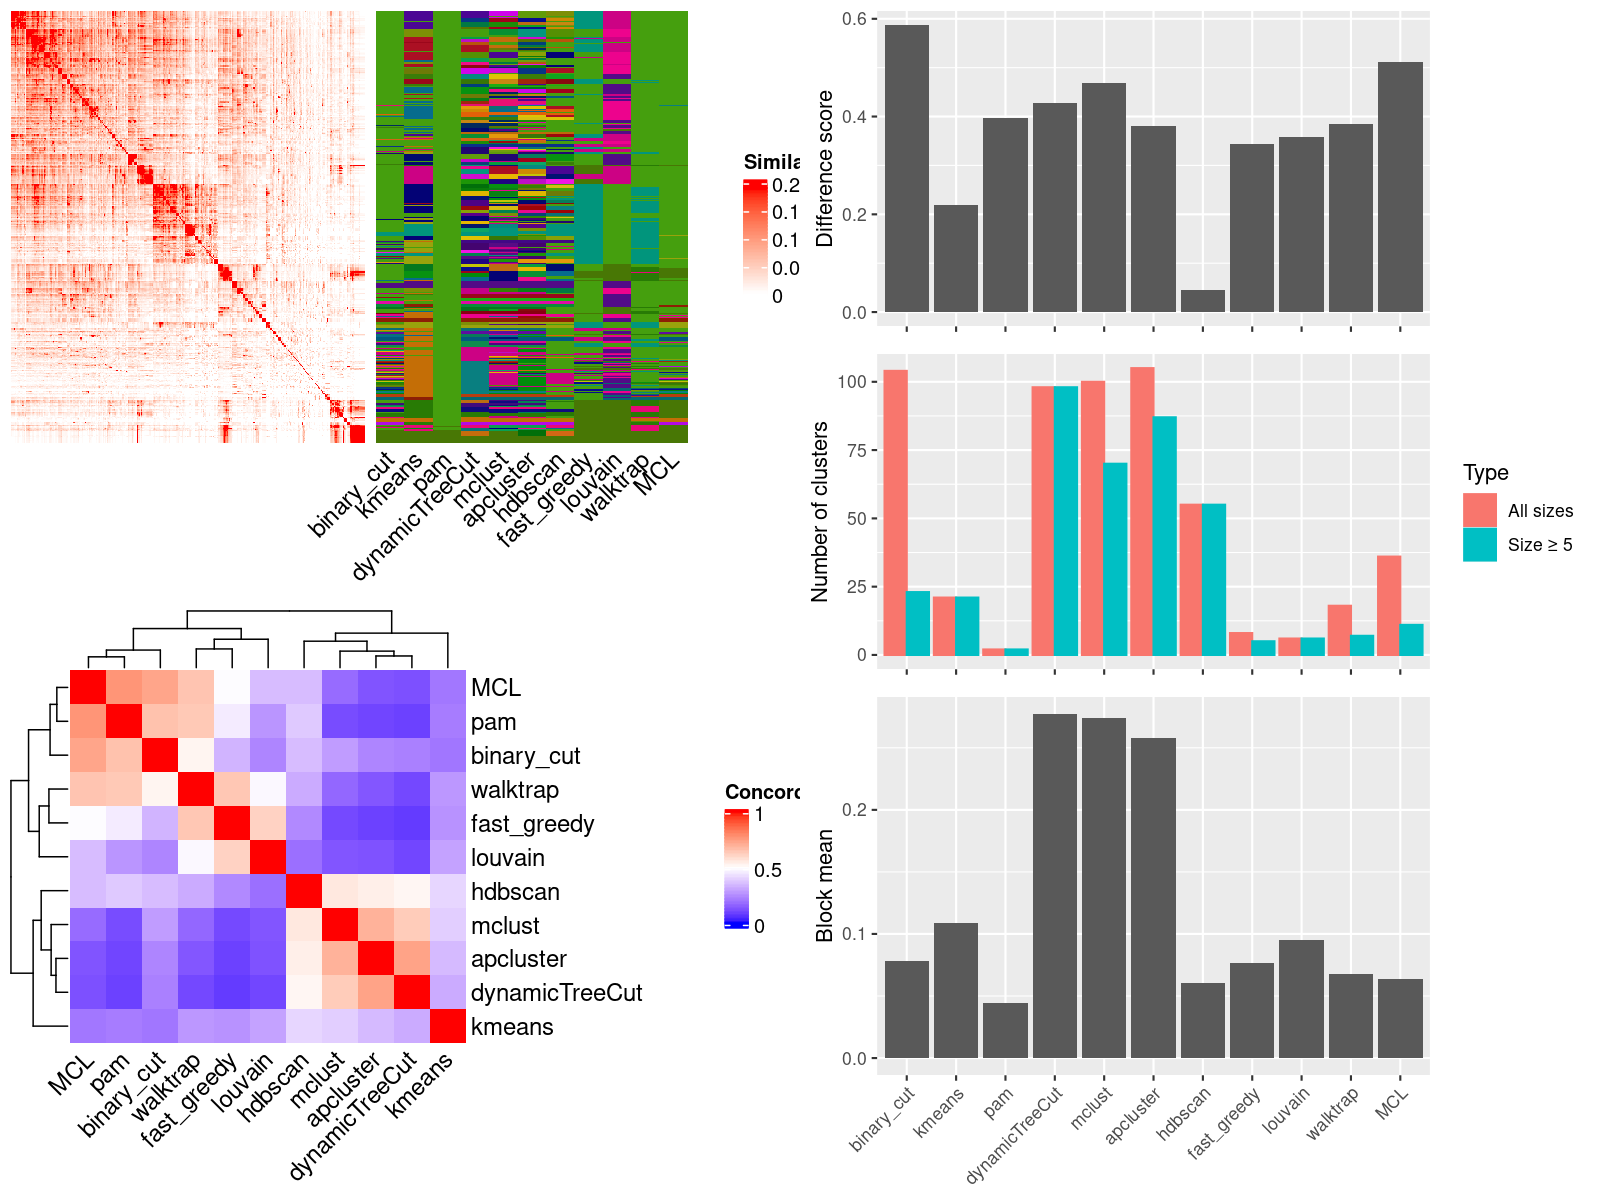 Simila
0.2
0.1
0.1
0.0
0
binary_cut
kmeans
pam
dynamicTreeCut
mclust
apcluster
hdbscan
fast_greedy
louvain
walktrap
MCL
MCL
pam
binary_cut
walktrap
fast_greedy
louvain
hdbscan
mclust
apcluster
dynamicTreeCut
kmeans
MCL
pam
binary_cut
walktrap
fast_greedy
louvain
hdbscan
mclust
apcluster
dynamicTreeCut
kmeans
Concord
1
0.5
0
Difference score
0.6
0.4
0.2
0.0
Number of clusters
100
75
50
25
0
Type
All sizes
Size ≥ 5
Block mean
0.2
0.1
0.0
binary_cut
kmeans
pam
dynamicTreeCut
mclust
apcluster
hdbscan
fast_greedy
louvain
walktrap
MCL